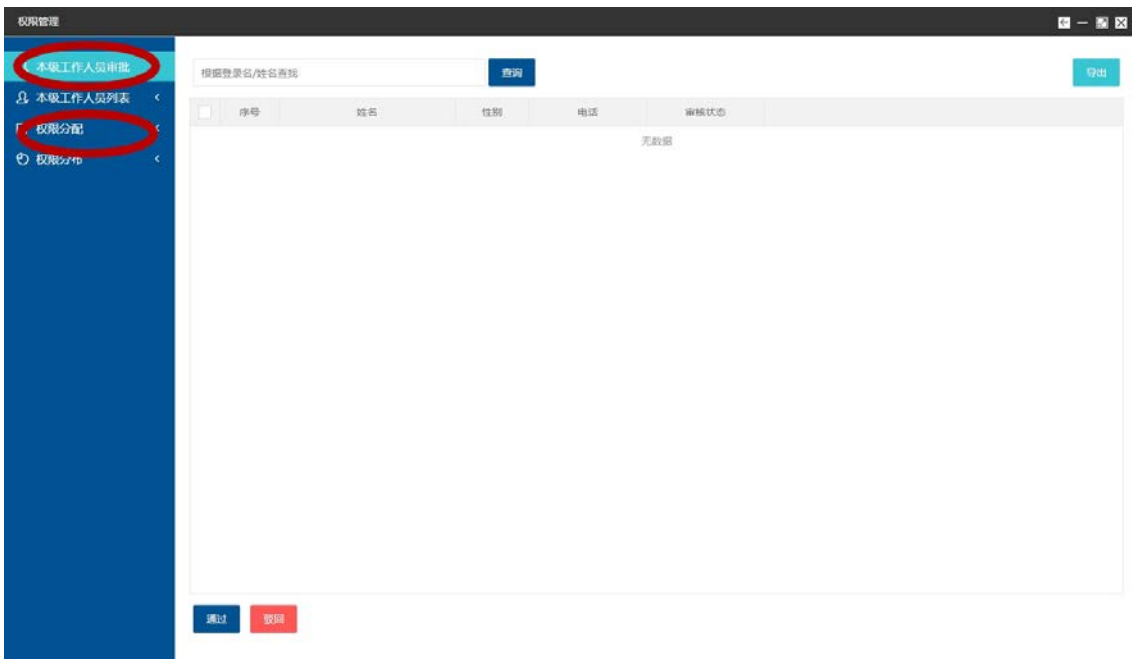 权限管理
本级工作人员审批
本级工作人员列表
权限分配
权限分布
根据登录名/姓名查找
查询
导出
序号
姓名
性别
电话
审核状态
无数据
通过
驳回